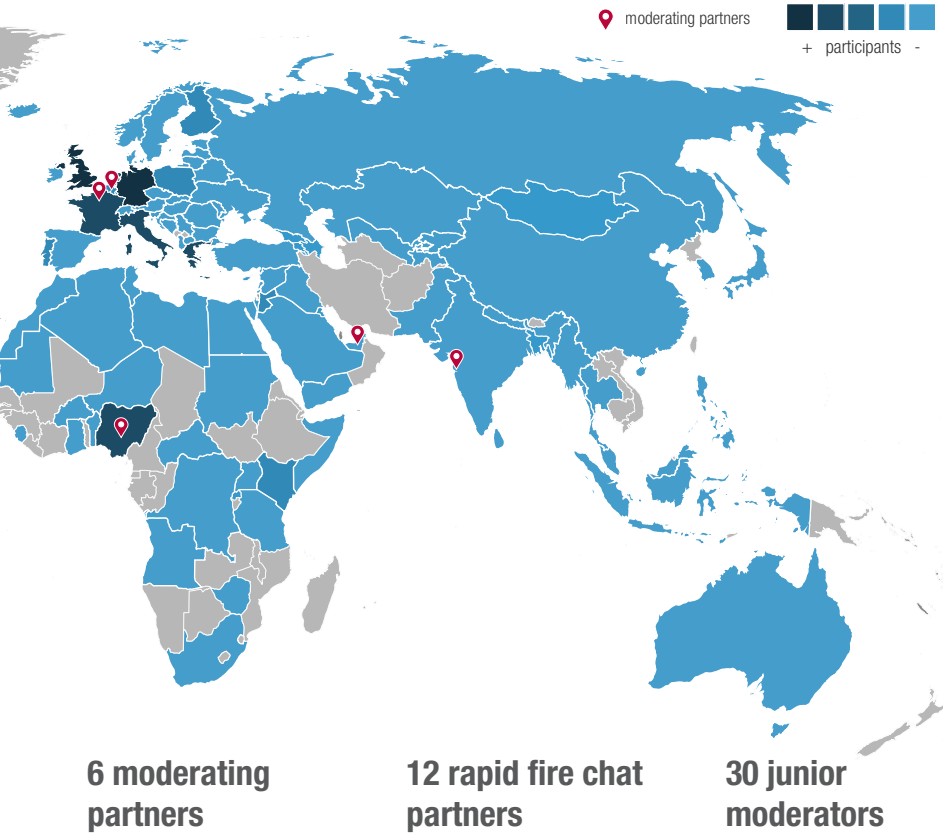 moderating partners
+ participants -
6 moderating
partners
12 rapid fire chat
partners
30 junior
moderators